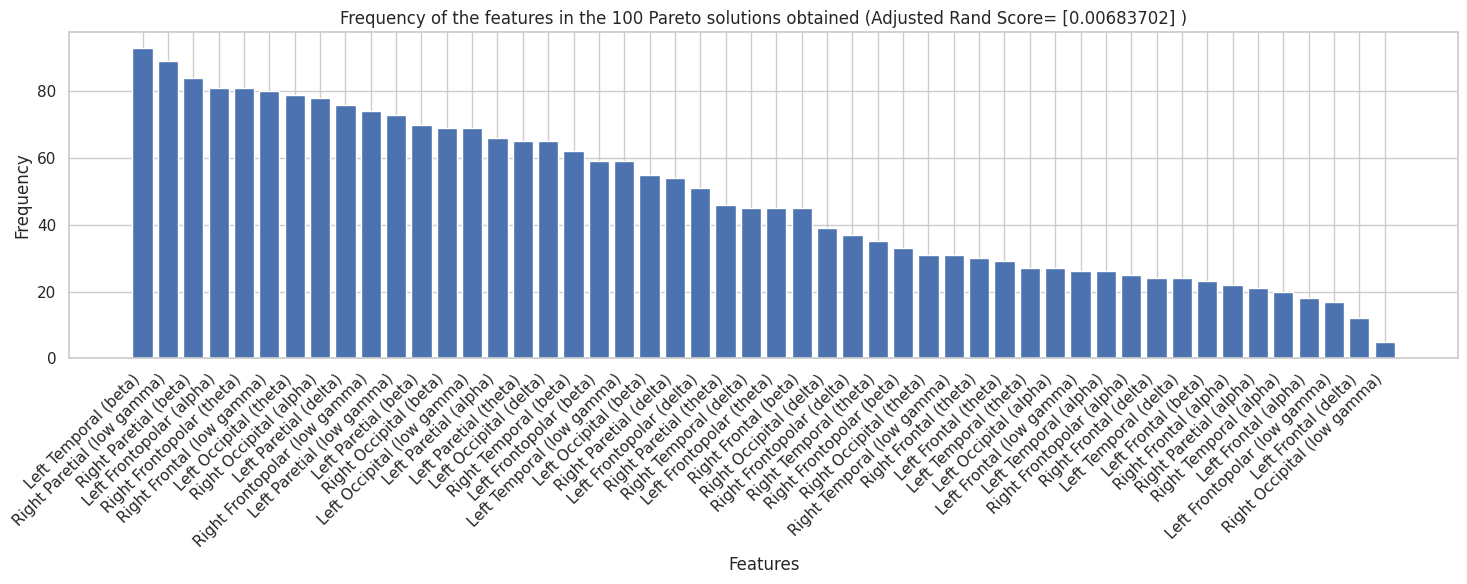 Frequency of the features in the 100 Pareto solutions obtained (Adjusted Rand Score= [0.00683702] )
Frequency
80
60
40
20
0
Left Temporal (beta)
Right Parietal (low gamma)
Right Paretal (beta)
Left Frontopolar (alpha)
Left Frontopolar (theta)
Right Frontal (low gamma)
Left Occipital (theta)
Right Occipital (alpha)
Left Parietal (delta)
Right Frontopolar (low gamma)
Left Parietal (low gamma)
Left Parietal (beta)
Right Occipital (beta)
Left Occipital (low gamma)
Left Parietal (alpha)
Left Parietal (theta)
Left Occipital (delta)
Right Temporal (beta)
Left Frontopolar (beta)
Left Temporal (low gamma)
Left Occipital (beta)
Right Parietal (delta)
Left Frontopolar (delta)
Right Paretal (theta)
Right Temporal (delta)
Left Frontopolar (theta)
Right Frontal (beta)
Right Occipital (delta)
Right Frontopolar (delta)
Right Temporal (theta)
Right Frontopolar (beta)
Right Occipital (theta)
Right Temporal (low gamma)
Right Frontal (theta)
Left Frontal (theta)
Left Temporal (theta)
Left Occipital (alpha)
Left Frontal (low gamma)
Left Temporal (alpha)
Right Frontopolar (alpha)
Right Frontal (delta)
Left Temporal (delta)
Left Frontal (beta)
Right Frontal (alpha)
Right Paretal (alpha)
Right Temporal (alpha)
Left Frontal (alpha)
Left Frontopolar (low gamma)
Left Frontal (delta)
Right Occipital (low gamma)
Features